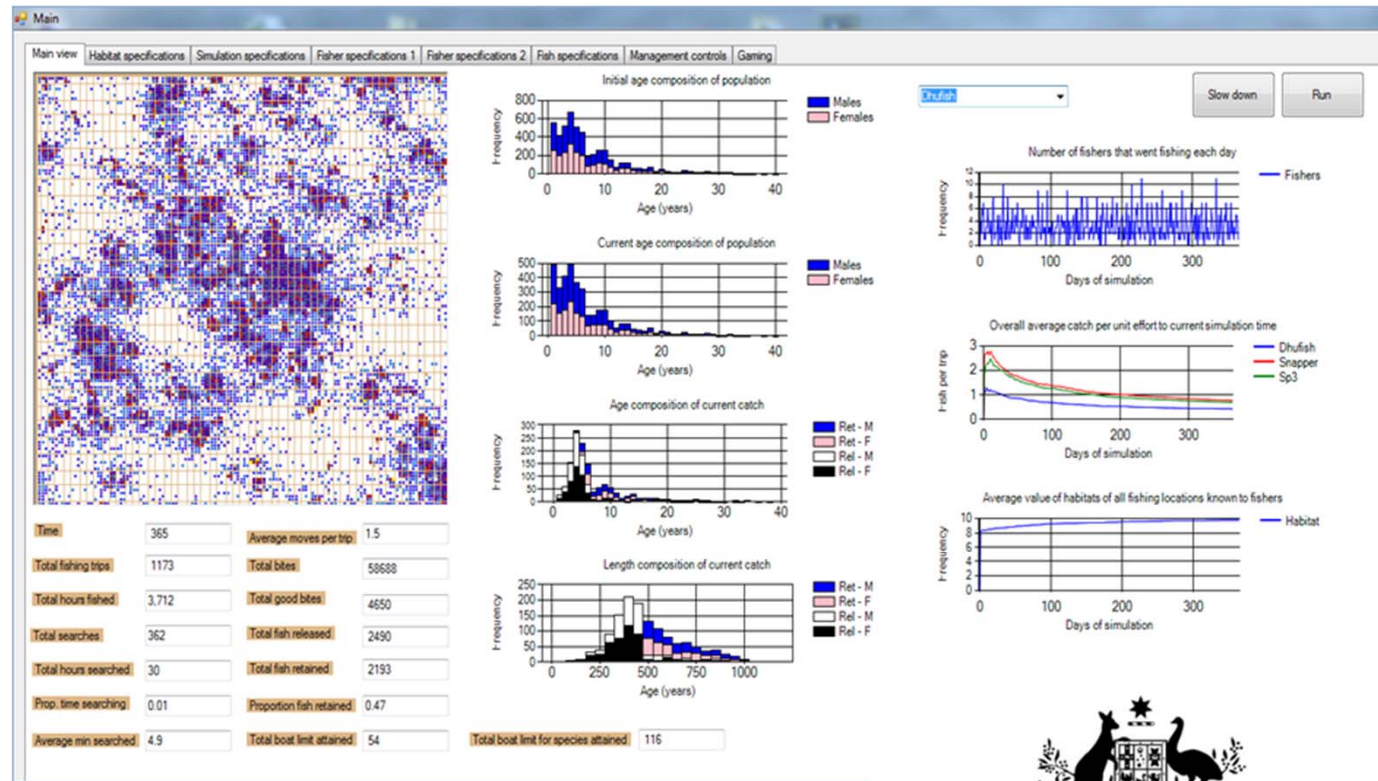 Main
Main view Habitat specifications Simulation specifications Fisher specifications 1 Fisher specifications 2 Fish specifications Management controls Gaming
Initial age composition of population
Frequency
800
600
400
200
0
0 10 20 30 40
Age (years)
Males
Females
Current age composition of population
Frequency
500
400
300
200
100
0
0 10 20 30 40
Age (years)
Males
Females
Age composition of current catch
Frequency
300
250
200
150
100
50
0
0 10 20 30 40
Age (years)
Ret - M
Ret - F
Rel - M
Rel - F
Length composition of current catch
Frequency
250
200
150
100
50
0
0 250 500 750 1000
Age (years)
Ret - M
Ret - F
Rel - M
Rel - F
Dhufish
Slow down Run
Number of fishers that went fishing each day
Frequency
12
10
8
6
4
2
0
0 100 200 300
Days of simulation
Fishers
Overall average catch per unit effort to current simulation time
Fish per trip
3
2
1
0
0 100 200 300
Days of simulation
Dhufish
Snapper
Sp3
Average value of habitats of all fishing locations known to fishers
Frequency
10
8
6
4
2
0
0 100 200 300
Days of simulation
Habitat
Time 365 Average moves per trip 1.5
Total fishing trips 1173 Total bites 58688
Total hours fished 3,712 Total good bites 4650
Total searches 362 Total fish released 2490
Total hours searched 30 Total fish retained 2193
Prop. time searching 0.01 Proportion fish retained 0.47
Average min searched 4.9 Total boat limit attained 54 Total boat limit for species attained 116